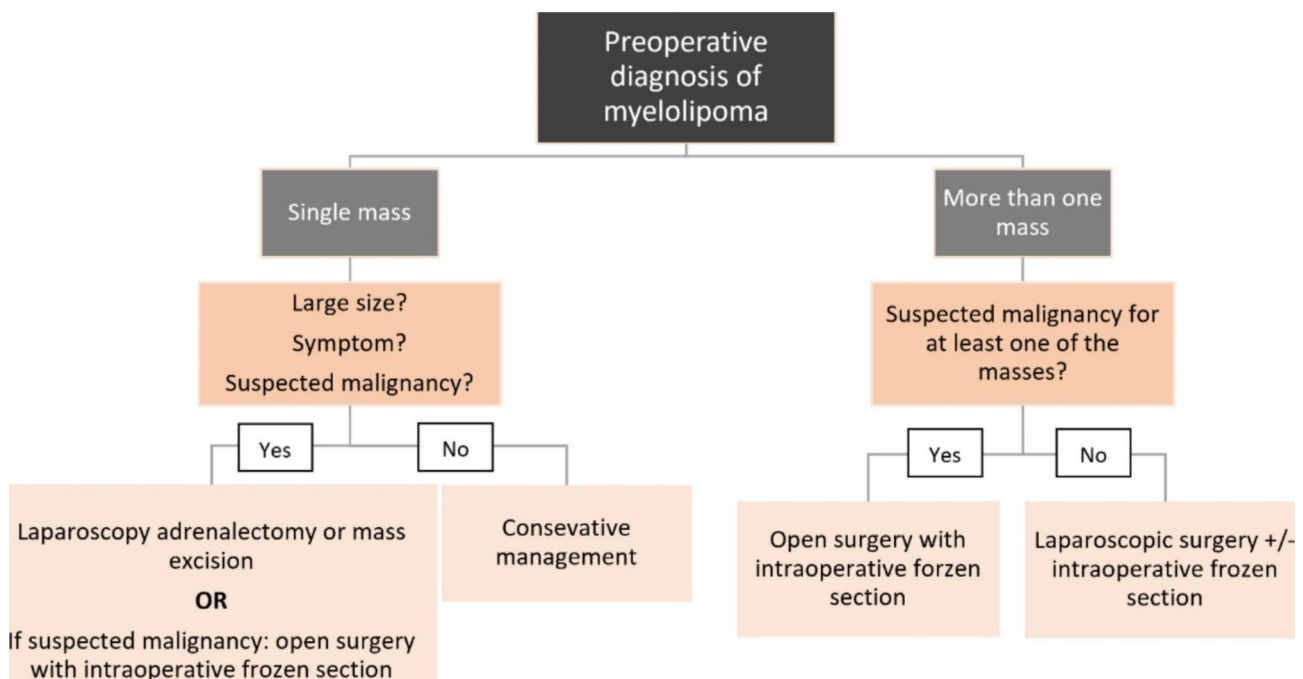 Preoperative
diagnosis of
myelolipoma
Single mass
More than one
mass
Large size?
Symptom?
Suspected malignancy?
Suspected malignancy for
at least one of the
masses?
Yes
No
Yes
No
Laparoscopy adrenalectomy or mass
excision
OR
If suspected malignancy: open surgery
with intraoperative frozen section
Consevative
management
Open surgery with
intraoperative forzen
section
Laparoscopic surgery +/-
intraoperative frozen
section